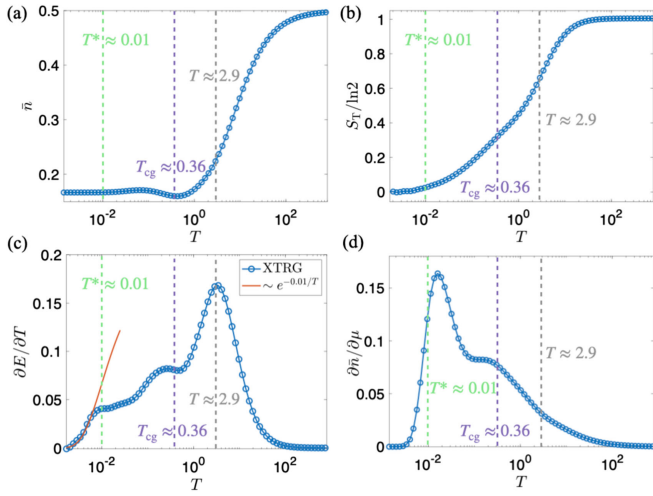 (a)
0.5
0.4
0.3
0.2
n̄
T* ≈ 0.01
T ≈ 2.9
T_cg ≈ 0.36
10^-2
10^0
10^2
T
(b)
1
0.8
0.6
0.4
0.2
0
S_T/ln2
T* ≈ 0.01
T ≈ 2.9
T_cg ≈ 0.36
10^-2
10^0
10^2
T
(c)
0.2
0.15
0.10
0.05
0
∂E/∂T
T* ≈ 0.01
XTRG
~ e^{-0.01/T}
T ≈ 2.9
T_cg ≈ 0.36
10^-2
10^0
10^2
T
(d)
0.15
0.10
0.05
0
∂n̄/∂μ
T ≈ 2.9
T* ≈ 0.01
T_cg ≈ 0.36
10^-2
10^0
10^2
T